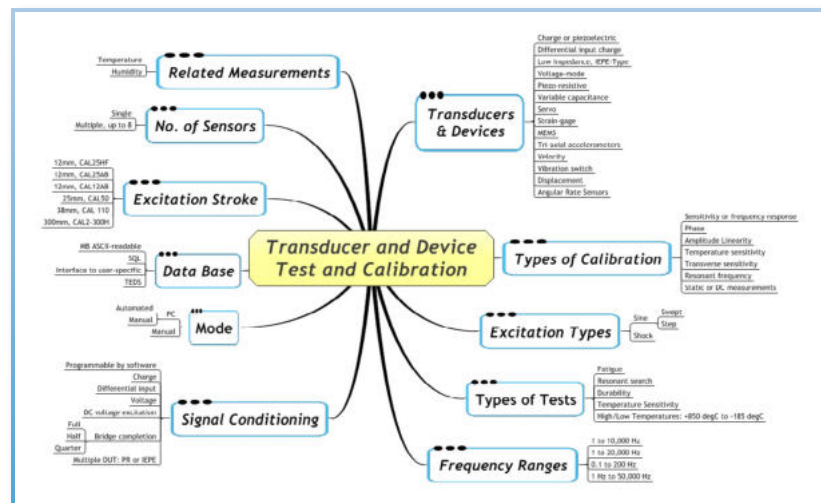 Transducer and Device
Test and Calibration
Related Measurements
Temperature
Humidity
No. of Sensors
Single
Multiple, up to 8
Excitation Stroke
12mm, CAL25HF
12mm, CAL25AB
12mm, CAL12AB
25mm, CAL50
38mm, CAL 110
300mm, CAL2-300H
Data Base
MB ASCII-readable
SQL
Interface to user-specific
TEDS
Mode
PC
Automated
Manual
Manual
Signal Conditioning
Programmable by software
Charge
Differential input
Voltage
DC voltage excitation
Bridge completion
Full
Half
Quarter
Multiple DUT: PR or IEPE
Transducers
& Devices
Charge or piezoelectric
Differential input charge
Low impedance, IEPE-Type
Voltage-mode
Piezo-resistive
Variable capacitance
Servo
Strain-gage
MEMS
Tri-axial accelerometers
Velocity
Vibration switch
Displacement
Angular Rate Sensors
Types of Calibration
Sensitivity or frequency response
Phase
Amplitude Linearity
Temperature sensitivity
Transverse sensitivity
Resonant frequency
Static or DC measurements
Excitation Types
Sine
Swept
Step
Shock
Types of Tests
Fatigue
Resonant search
Durability
Temperature Sensitivity
High/Low Temperatures: +850 degC to -185 degC
Frequency Ranges
1 to 10,000 Hz
1 to 20,000 Hz
0.1 to 200 Hz
1 Hz to 50,000 Hz